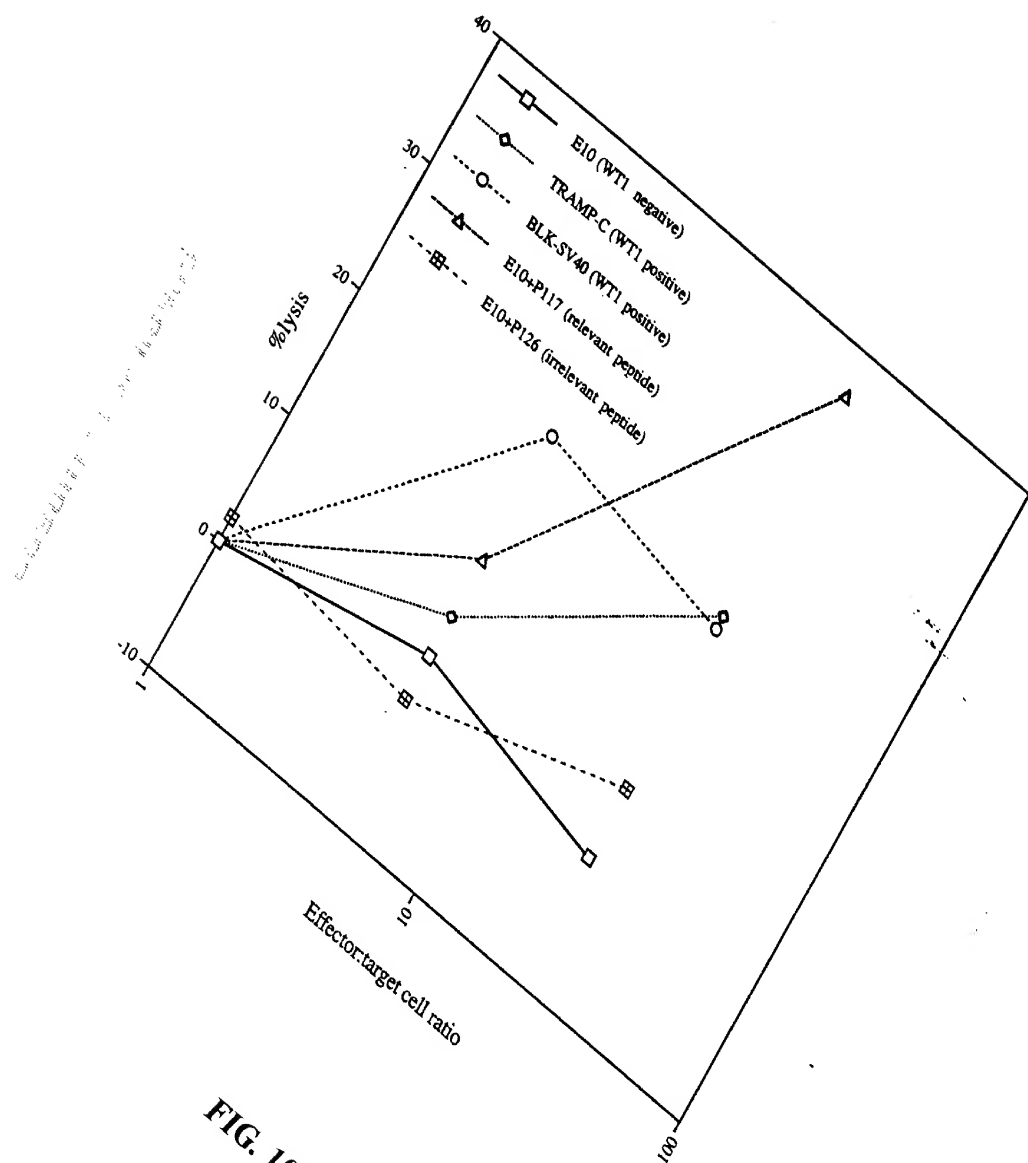 40
30
20
10
0
-10
%lysis
E10 (WT1 negative)
TRAMP-C (WT1 positive)
BLK-SV40 (WT1 positive)
E10+P117 (relevant peptide)
E10+P126 (irrelevant peptide)
1
10
100
Effector:target cell ratio
FIG.